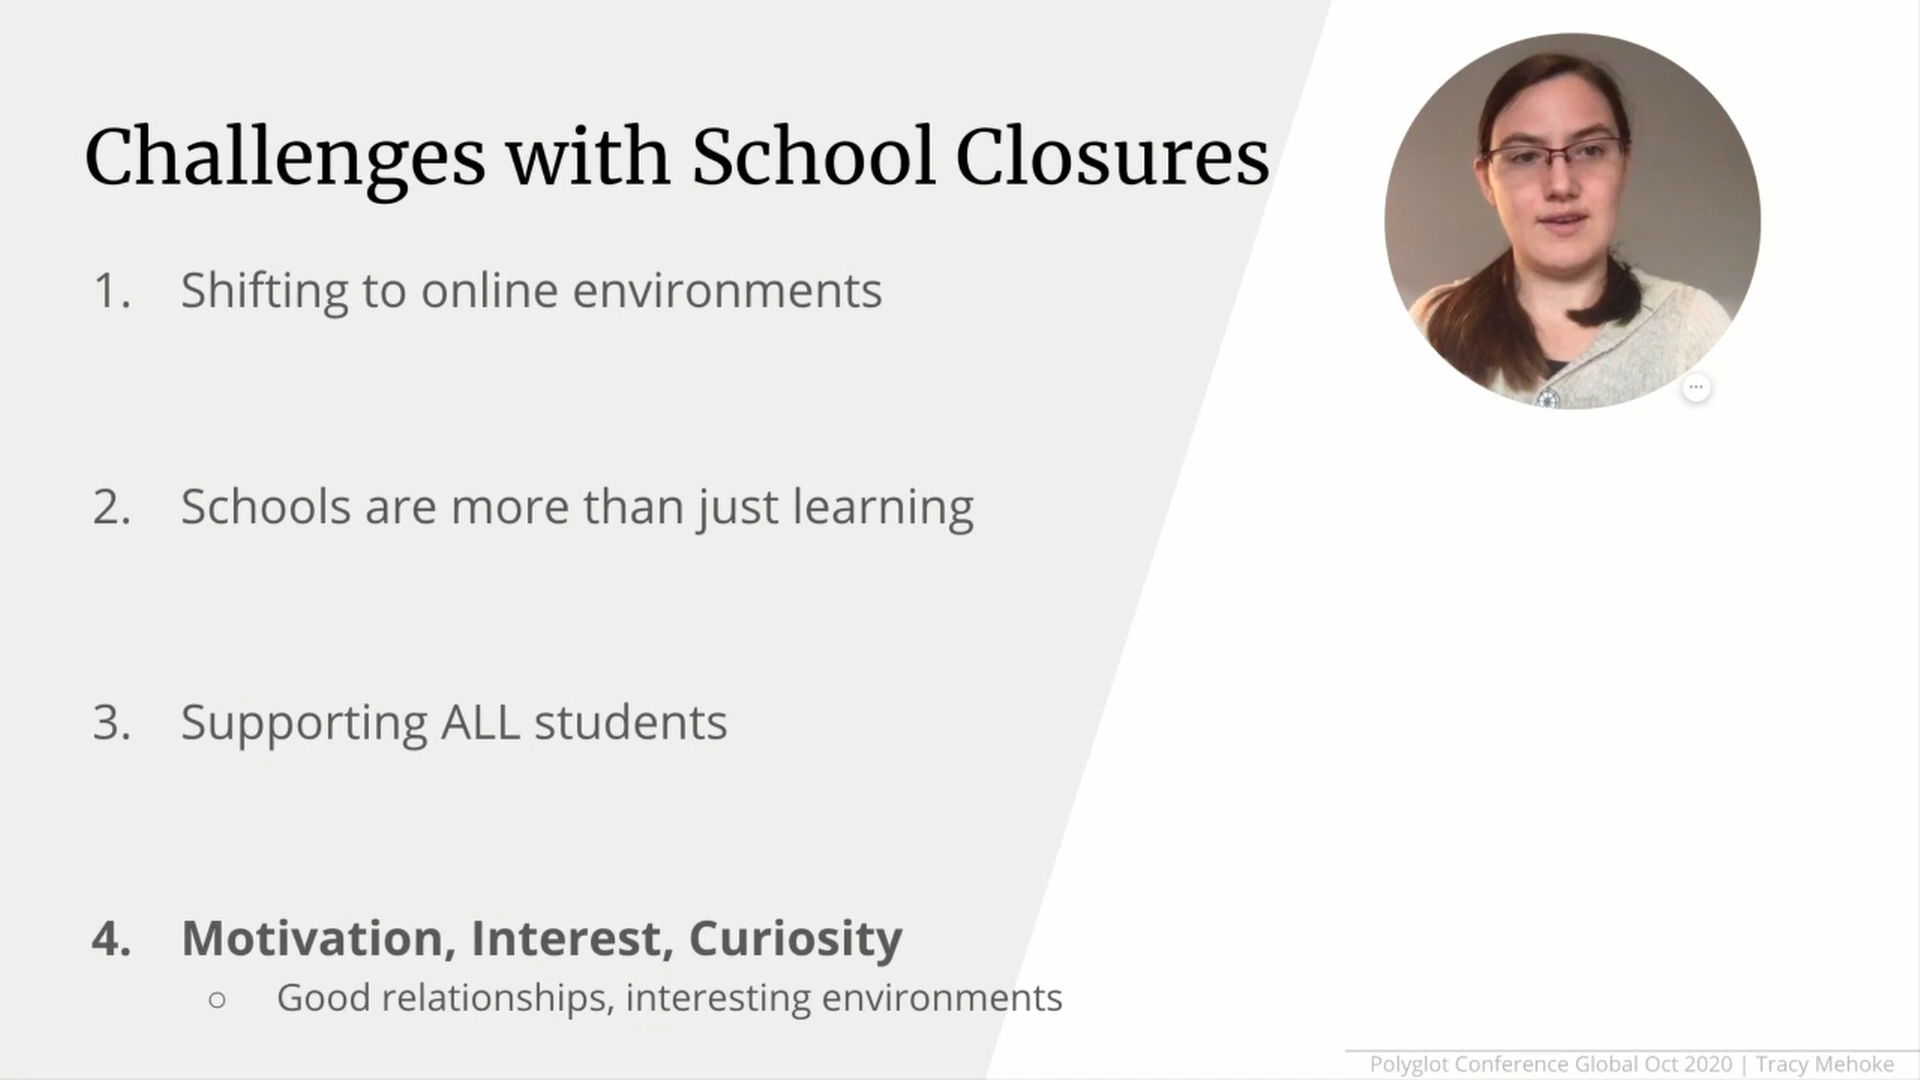 Challenges with School Closures
1. Shifting to online environments
2. Schools are more than just learning
3. Supporting ALL students
4. Motivation, Interest, Curiosity
○ Good relationships, interesting environments
Polyglot Conference Global Oct 2020 | Tracy Mehoke